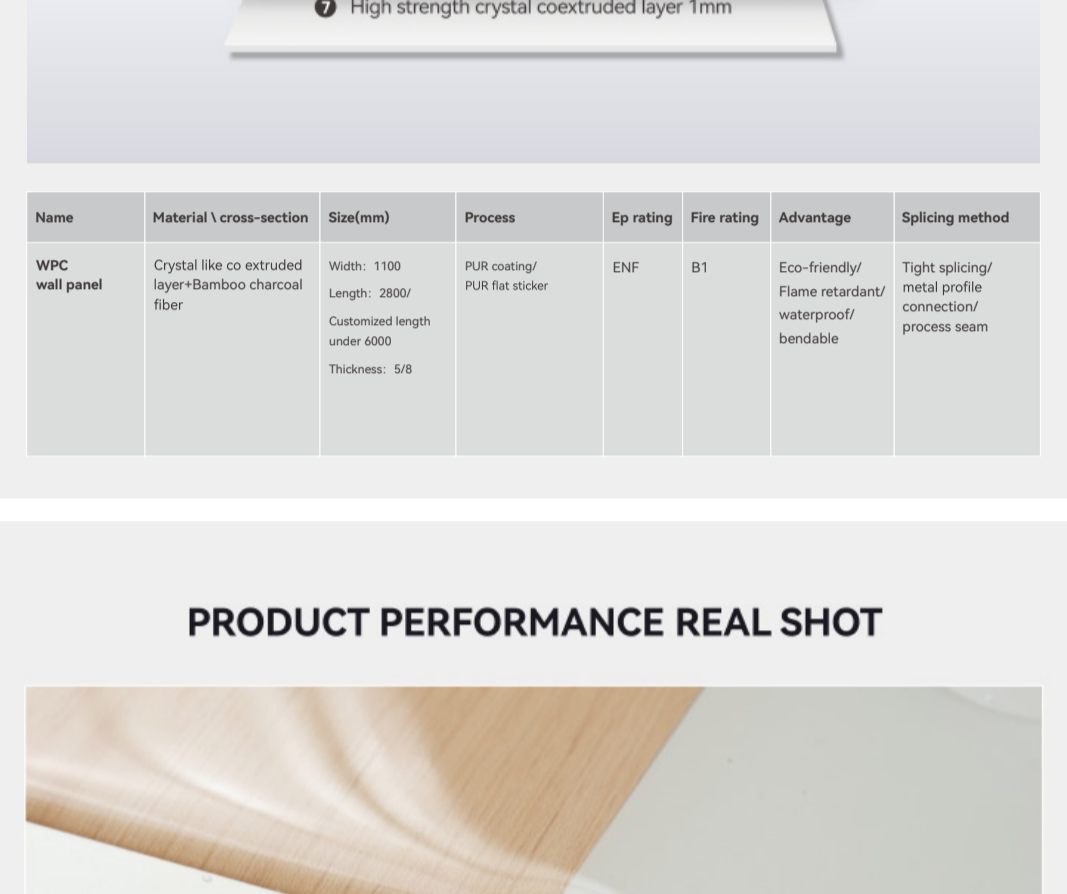 7 High strength crystal coextruded layer 1mm
Name
Material \ cross-section
Size(mm)
Process
Ep rating
Fire rating
Advantage
Splicing method
WPC
wall panel
Crystal like co extruded
layer+Bamboo charcoal
fiber
Width: 1100
Length: 2800/
Customized length
under 6000
Thickness: 5/8
PUR coating/
PUR flat sticker
ENF
B1
Eco-friendly/
Flame retardant/
waterproof/
bendable
Tight splicing/
metal profile
connection/
process seam
PRODUCT PERFORMANCE REAL SHOT